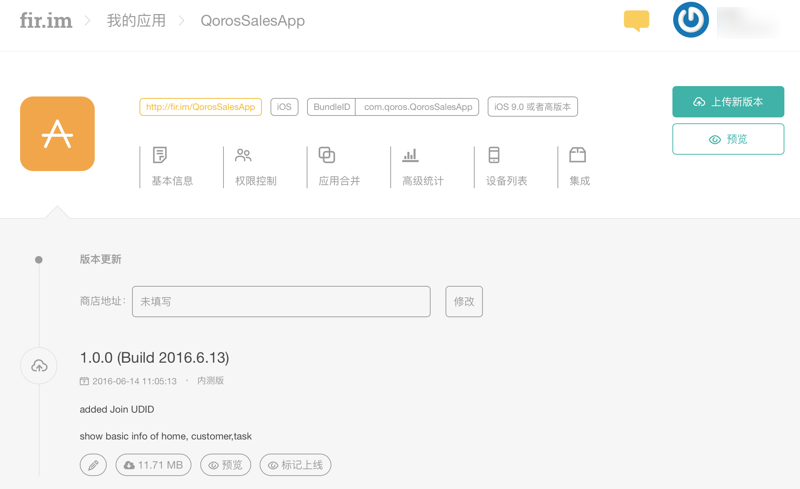 fir.im
我的应用
QorosSalesApp
http://fir.im/QorosSalesApp
iOS
BundleID
com.qoros.QorosSalesApp
iOS 9.0 或者高版本
上传新版本
预览
基本信息
权限控制
应用合并
高级统计
设备列表
集成
版本更新
商店地址:
未填写
修改
1.0.0 (Build 2016.6.13)
2016-06-14 11:05:13 · 内测版
added Join UDID
show basic info of home, customer,task
11.71 MB
预览
标记上线